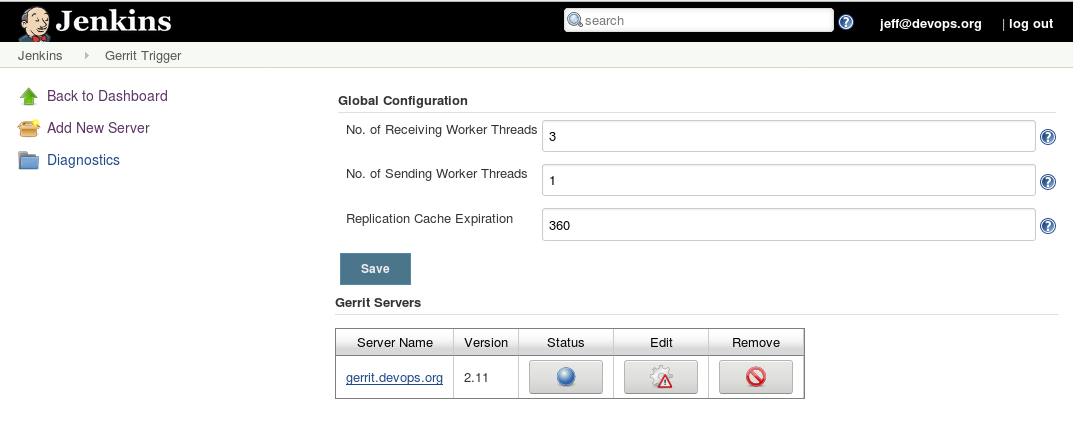 Jenkins
search
jeff@devops.org | log out
Jenkins Gerrit Trigger
Back to Dashboard
Add New Server
Diagnostics
Global Configuration
No. of Receiving Worker Threads 3
No. of Sending Worker Threads 1
Replication Cache Expiration 360
Save
Gerrit Servers
Server Name Version Status Edit Remove
gerrit.devops.org 2.11